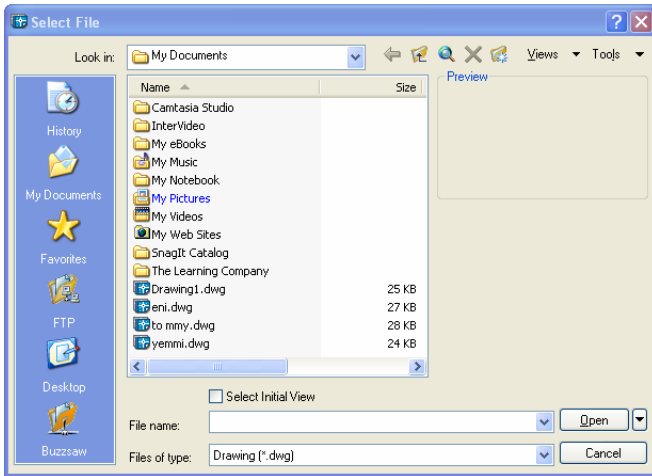 Select File
Look in: My Documents Views Tools
History
My Documents
Favorites
FTP
Desktop
Buzzsaw
Name Size
Camtasia Studio
InterVideo
My eBooks
My Music
My Notebook
My Pictures
My Videos
My Web Sites
SnagIt Catalog
The Learning Company
Drawing1.dwg 25 KB
eni.dwg 27 KB
to mmy.dwg 28 KB
yemmi.dwg 24 KB
Preview
Select Initial View
File name: Open
Files of type: Drawing (*.dwg) Cancel